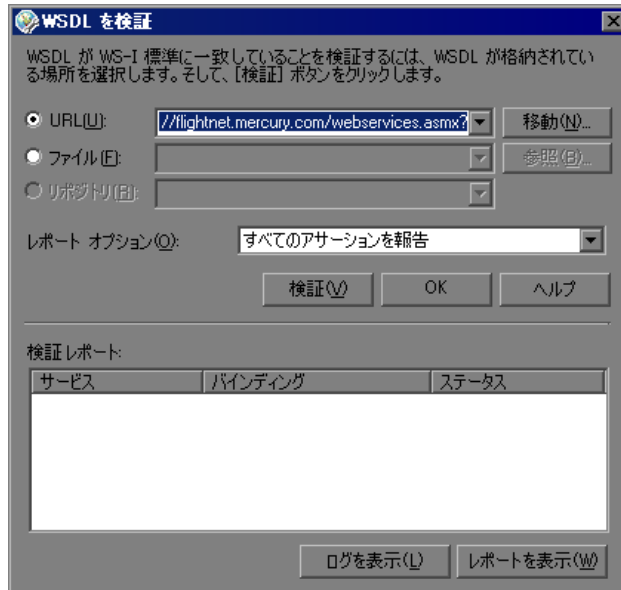 WSDL を検証
WSDL が WS-I 標準に一致していることを検証するには、WSDL が格納されてい
る場所を選択します。そして、[検証] ボタンをクリックします。
URL(U): //flightnet.mercury.com/webservices.asmx? 移動(N)...
ファイル(F): 参照(B)...
リポジトリ(R):
レポート オプション(O): すべてのアサーションを報告
検証(V) OK ヘルプ
検証レポート:
サービス バインディング ステータス
ログを表示(L) レポートを表示(W)